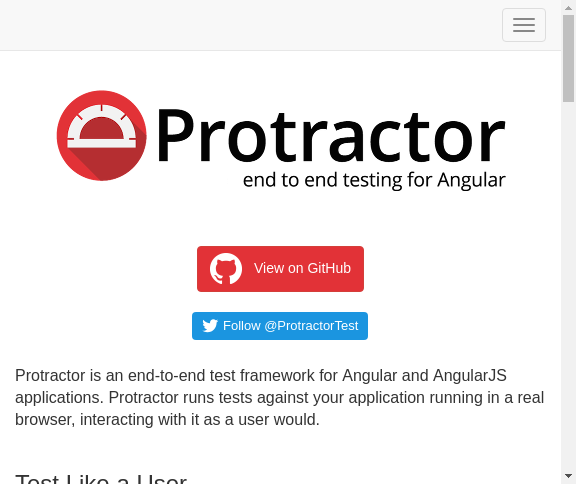 Protractor
end to end testing for Angular
View on GitHub
Follow @ProtractorTest
Protractor is an end-to-end test framework for Angular and AngularJS
applications. Protractor runs tests against your application running in a real
browser, interacting with it as a user would.
Test Like a User